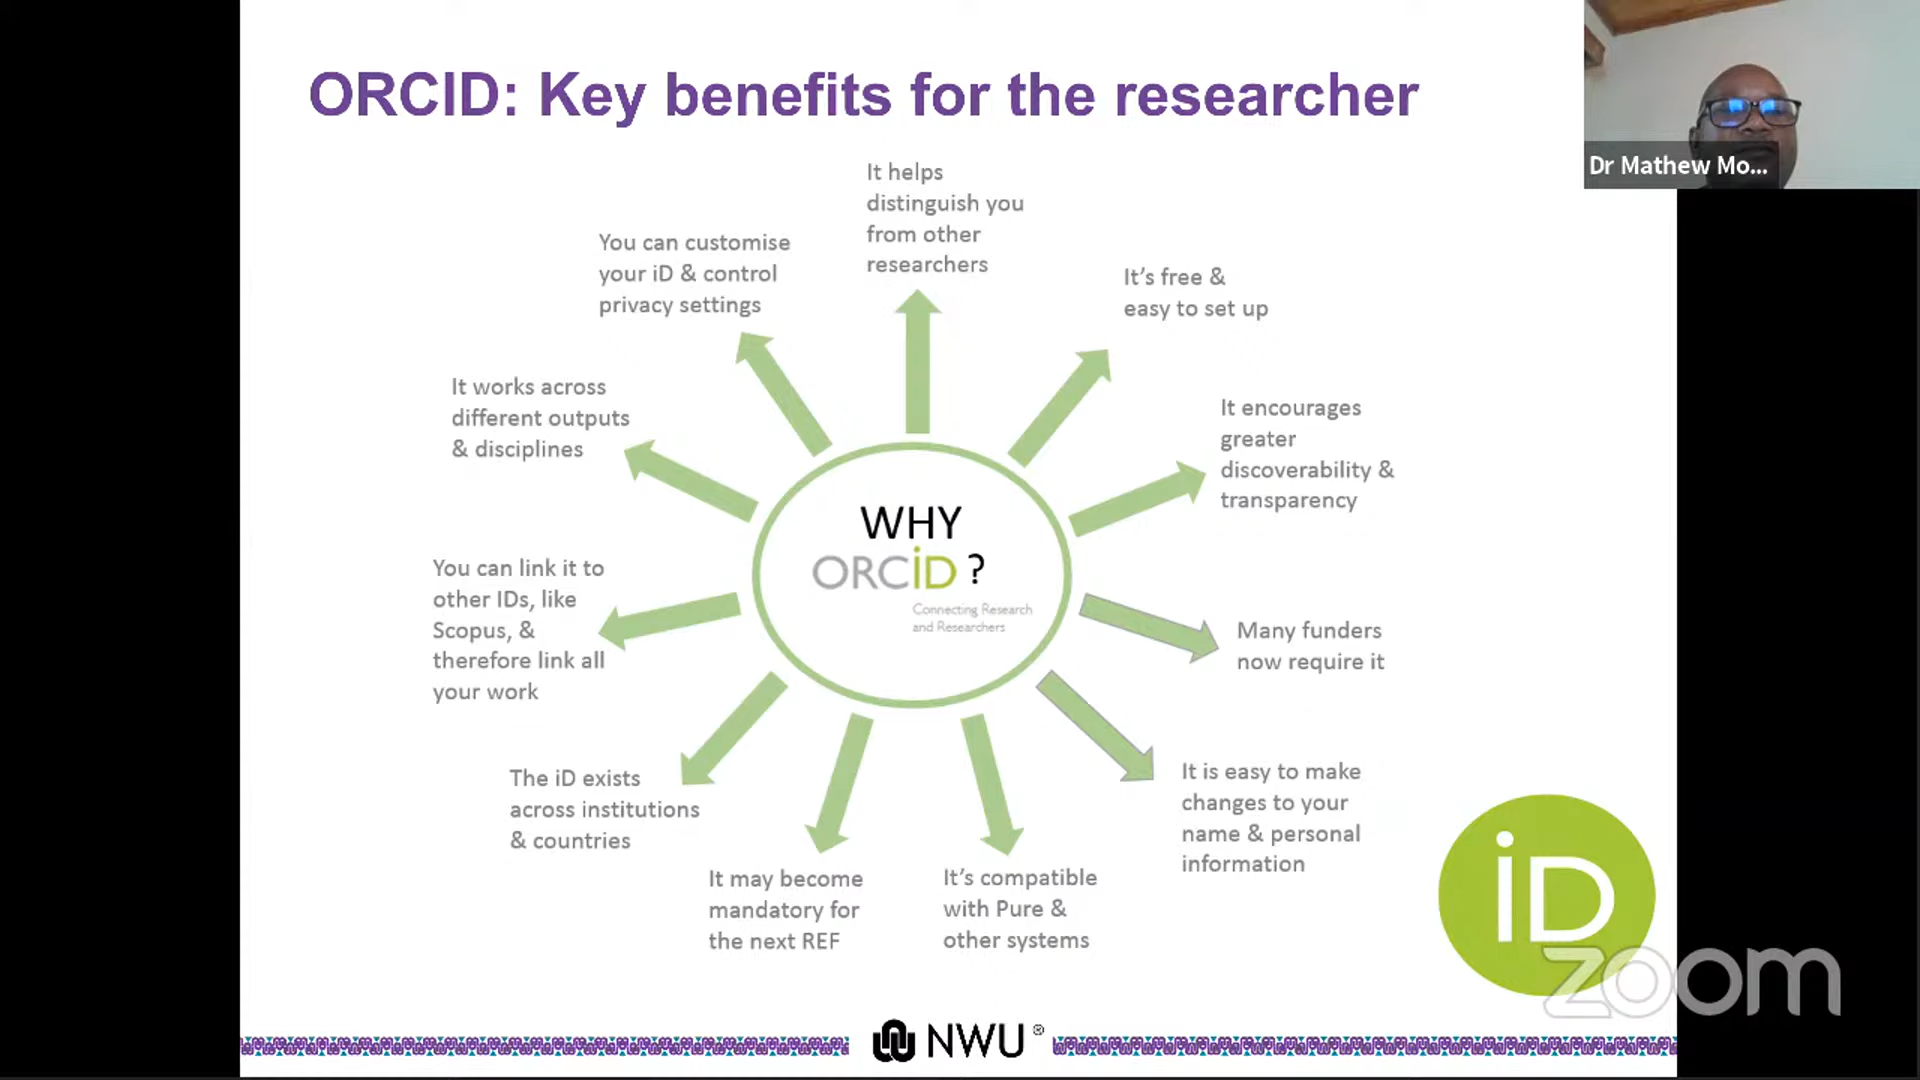 ORCID: Key benefits for the researcher
Dr Mathew Mo...
It helps
distinguish you
from other
researchers
It's free &
easy to set up
It encourages
greater
discoverability &
transparency
Many funders
now require it
It is easy to make
changes to your
name & personal
information
It's compatible
with Pure &
other systems
It may become
mandatory for
the next REF
The iD exists
across institutions
& countries
You can link it to
other IDs, like
Scopus, &
therefore link all
your work
It works across
different outputs
& disciplines
You can customise
your iD & control
privacy settings
WHY
ORCiD ?
Connecting Research
and Researchers
iD
zoom
NWU®